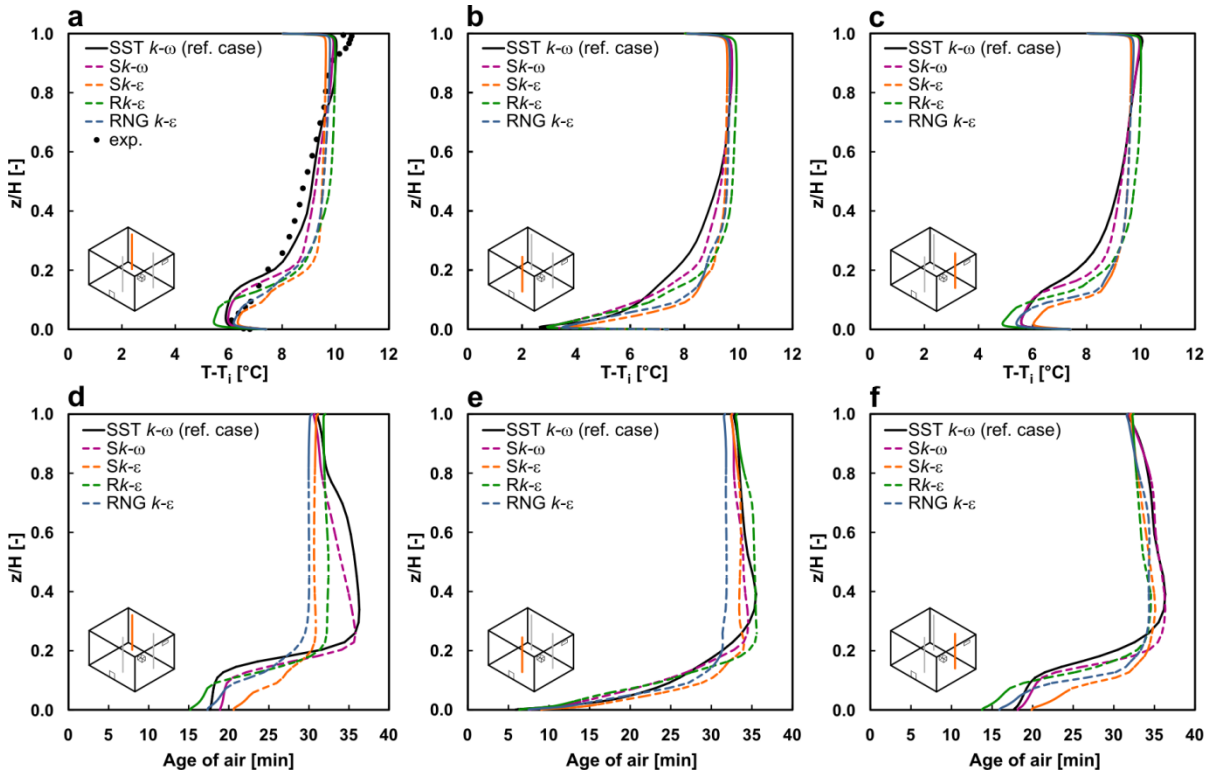 a
SST k-ω (ref. case)
Sk-ω
Sk-ε
Rk-ε
RNG k-ε
exp.
1.0
0.8
0.6
0.4
0.2
0.0
z/H [-]
0 2 4 6 8 10 12
T-Ti [°C]
b
SST k-ω (ref. case)
Sk-ω
Sk-ε
Rk-ε
RNG k-ε
1.0
0.8
0.6
0.4
0.2
0.0
z/H [-]
0 2 4 6 8 10 12
T-Ti [°C]
c
SST k-ω (ref. case)
Sk-ω
Sk-ε
Rk-ε
RNG k-ε
1.0
0.8
0.6
0.4
0.2
0.0
z/H [-]
0 2 4 6 8 10 12
T-Ti [°C]
d
SST k-ω (ref. case)
Sk-ω
Sk-ε
Rk-ε
RNG k-ε
1.0
0.8
0.6
0.4
0.2
0.0
z/H [-]
0 5 10 15 20 25 30 35 40
Age of air [min]
e
SST k-ω (ref. case)
Sk-ω
Sk-ε
Rk-ε
RNG k-ε
1.0
0.8
0.6
0.4
0.2
0.0
z/H [-]
0 5 10 15 20 25 30 35 40
Age of air [min]
f
SST k-ω (ref. case)
Sk-ω
Sk-ε
Rk-ε
RNG k-ε
1.0
0.8
0.6
0.4
0.2
0.0
z/H [-]
0 5 10 15 20 25 30 35 40
Age of air [min]